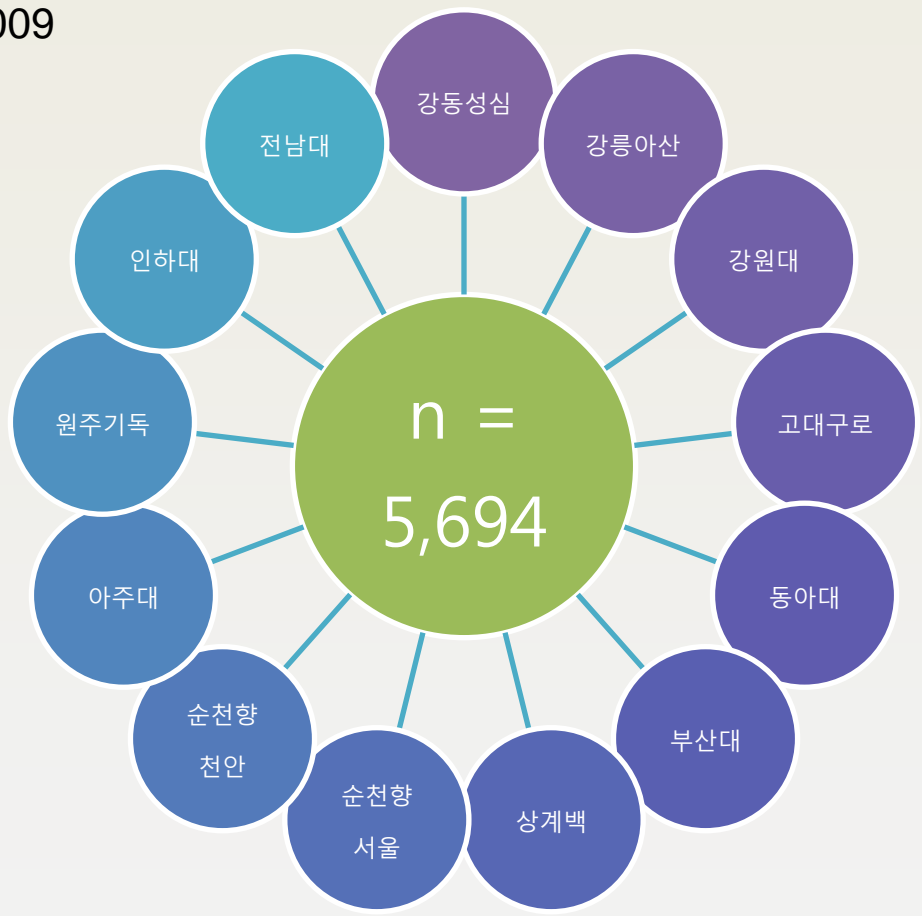 009
강동성심
강릉아산
강원대
고대구로
동아대
부산대
상계백
순천향
서울
순천향
천안
아주대
원주기독
인하대
전남대
n =
5,694